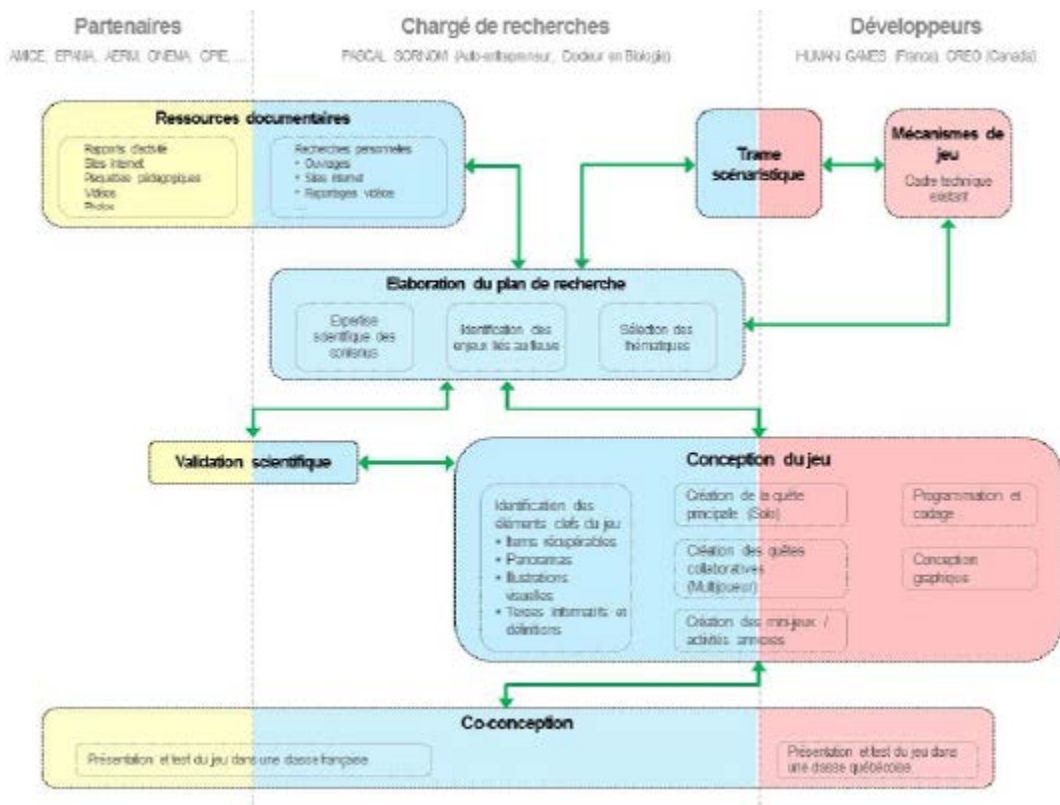 Partenaires
AMICE, EPAMA, AERM, ONEMA, CPIE, ...
Chargé de recherches
PASCAL SORNOM (Auto-entrepreneur, Docteur en Biologie)
Développeurs
HUMAN GAMES (France), CREO (Canada)
Ressources documentaires
Rapports d'activité
Sites internet
Plaquettes pédagogiques
Vidéos
Photos
Recherches personnelles
• Ouvrages
• Sites internet
• Reportages vidéos
Trame
scénaristique
Mécanismes de
jeu
Cadre technique
existant
Elaboration du plan de recherche
Expertise
scientifique des
contenus
Identification des
enjeux liés au fleuve
Sélection des
thématiques
Validation scientifique
Conception du jeu
Identification des
éléments clefs du jeu
• Items récupérables
• Panoramas
• Illustrations
visuelles
• Textes informatifs et
définitions
Création de la quête
principale (Solo)
Création des quêtes
collaboratives
(Multijoueur)
Création des mini-jeux /
activités annexes
Programmation et
codage
Conception
graphique
Co-conception
Présentation et test du jeu dans une classe française
Présentation et test du jeu dans
une classe québécoise